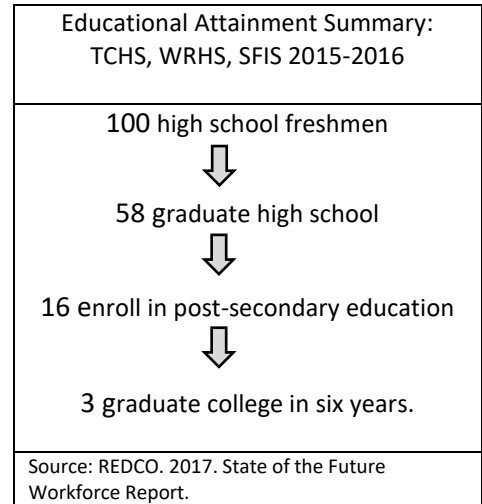 Educational Attainment Summary:
TCHS, WRHS, SFIS 2015-2016
100 high school freshmen
58 graduate high school
16 enroll in post-secondary education
3 graduate college in six years.
Source: REDCO. 2017. State of the Future
Workforce Report.